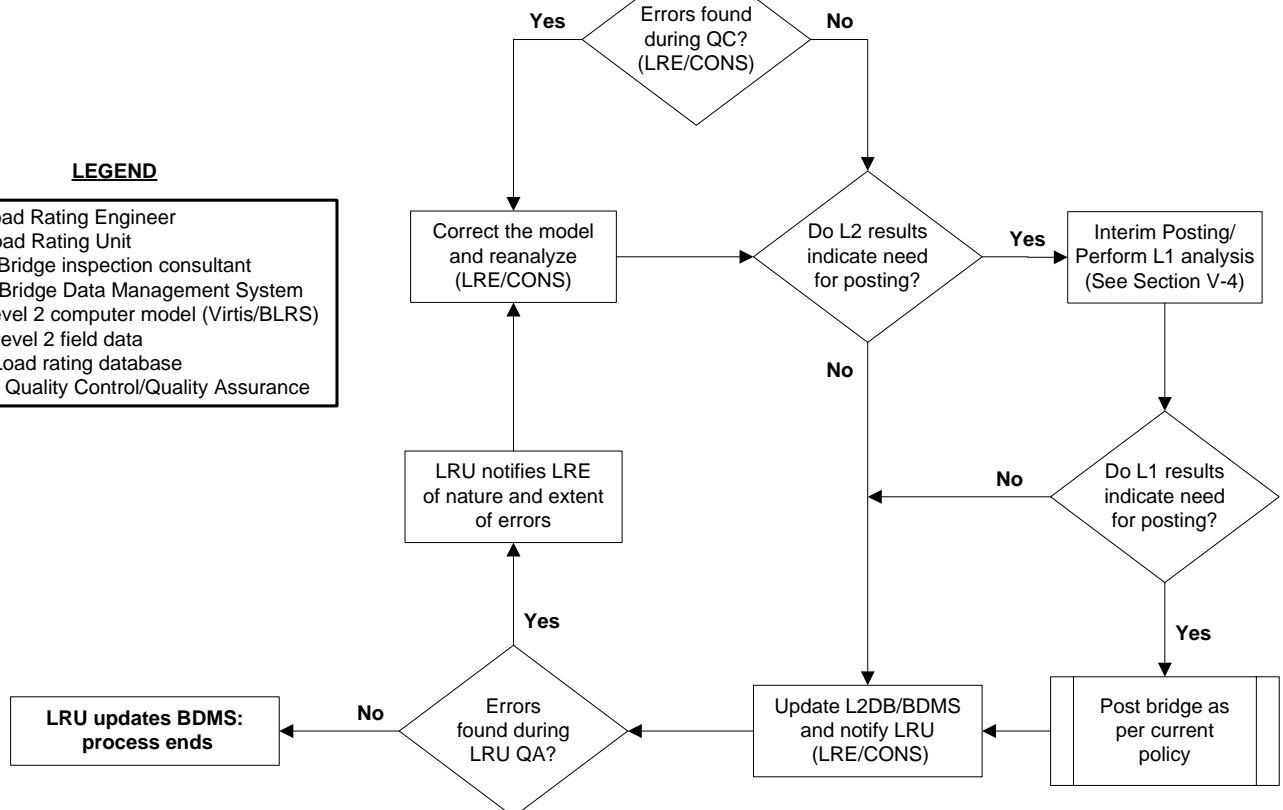 Yes
Errors found
during QC?
(LRE/CONS)
No
LEGEND
Rating Engineer
Rating Unit
Bridge inspection consultant
Bridge Data Management System
2 computer model (Virtis/BLRS)
2 field data
Load rating database
Quality Control/Quality Assurance
Correct the model
and reanalyze
(LRE/CONS)
Do L2 results
indicate need
for posting?
Yes
Interim Posting/
Perform L1 analysis
(See Section V-4)
No
LRU notifies LRE
of nature and extent
of errors
No
Do L1 results
indicate need
for posting?
Yes
Yes
LRU updates BDMS:
process ends
No
Errors
found during
LRU QA?
Update L2DB/BDMS
and notify LRU
(LRE/CONS)
Post bridge as
per current
policy